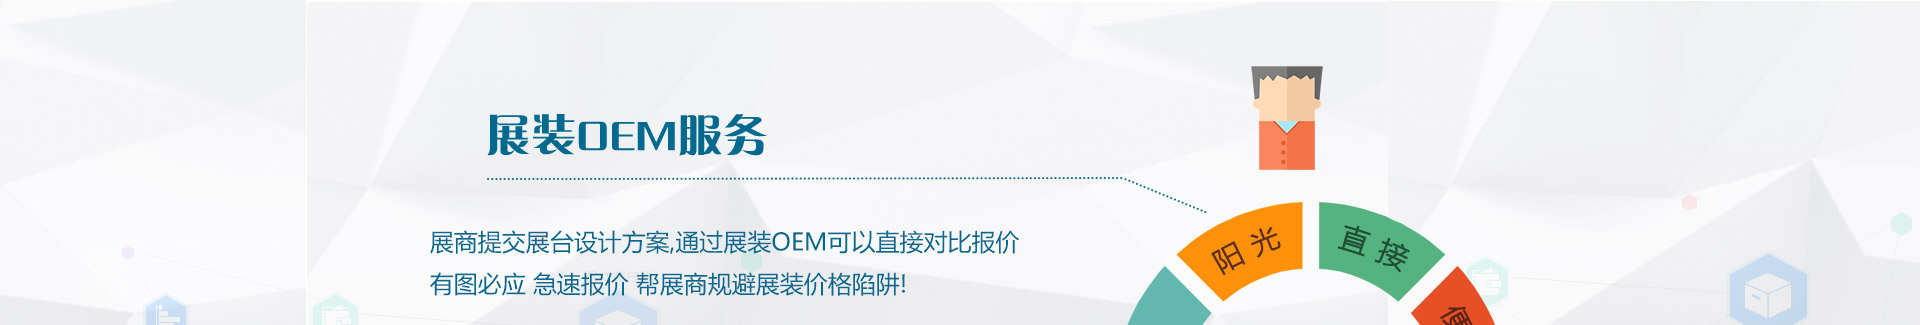 展装OEM服务
展商提交展台设计方案,通过展装OEM可以直接对比报价
有图必应 急速报价 帮展商规避展装价格陷阱!
阳光
直接